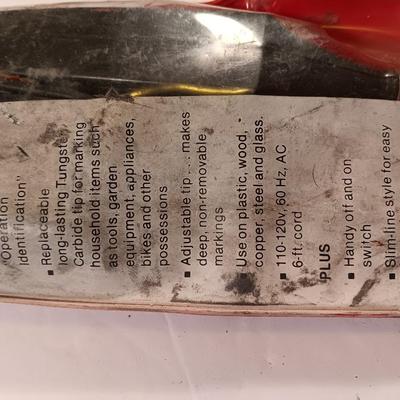 "Operation
Identification"
■ Replaceable
long-lasting Tungsten
Carbide tip for marking
household items such
as tools, garden
equipment, appliances,
bikes and other
possessions
■ Adjustable tip .... makes
deep, non-removable
markings
Use on plastic, wood,
copper, steel and glass.
■ 110-120v, 60 Hz, AC
6-ft. cord
PLUS
■ Handy off and on
switch
■ Slim-line style for easy